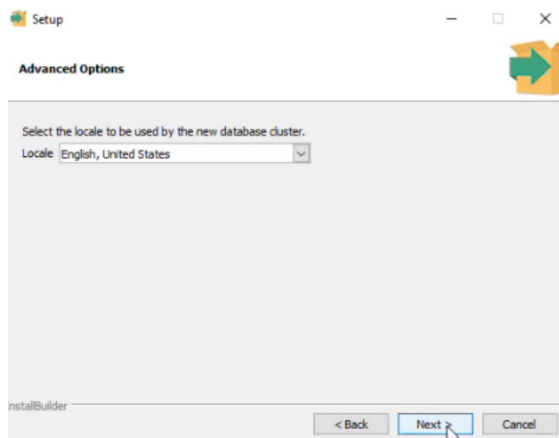 Setup
Advanced Options
Select the locale to be used by the new database cluster.
Locale English, United States
InstallBuilder
< Back Next > Cancel